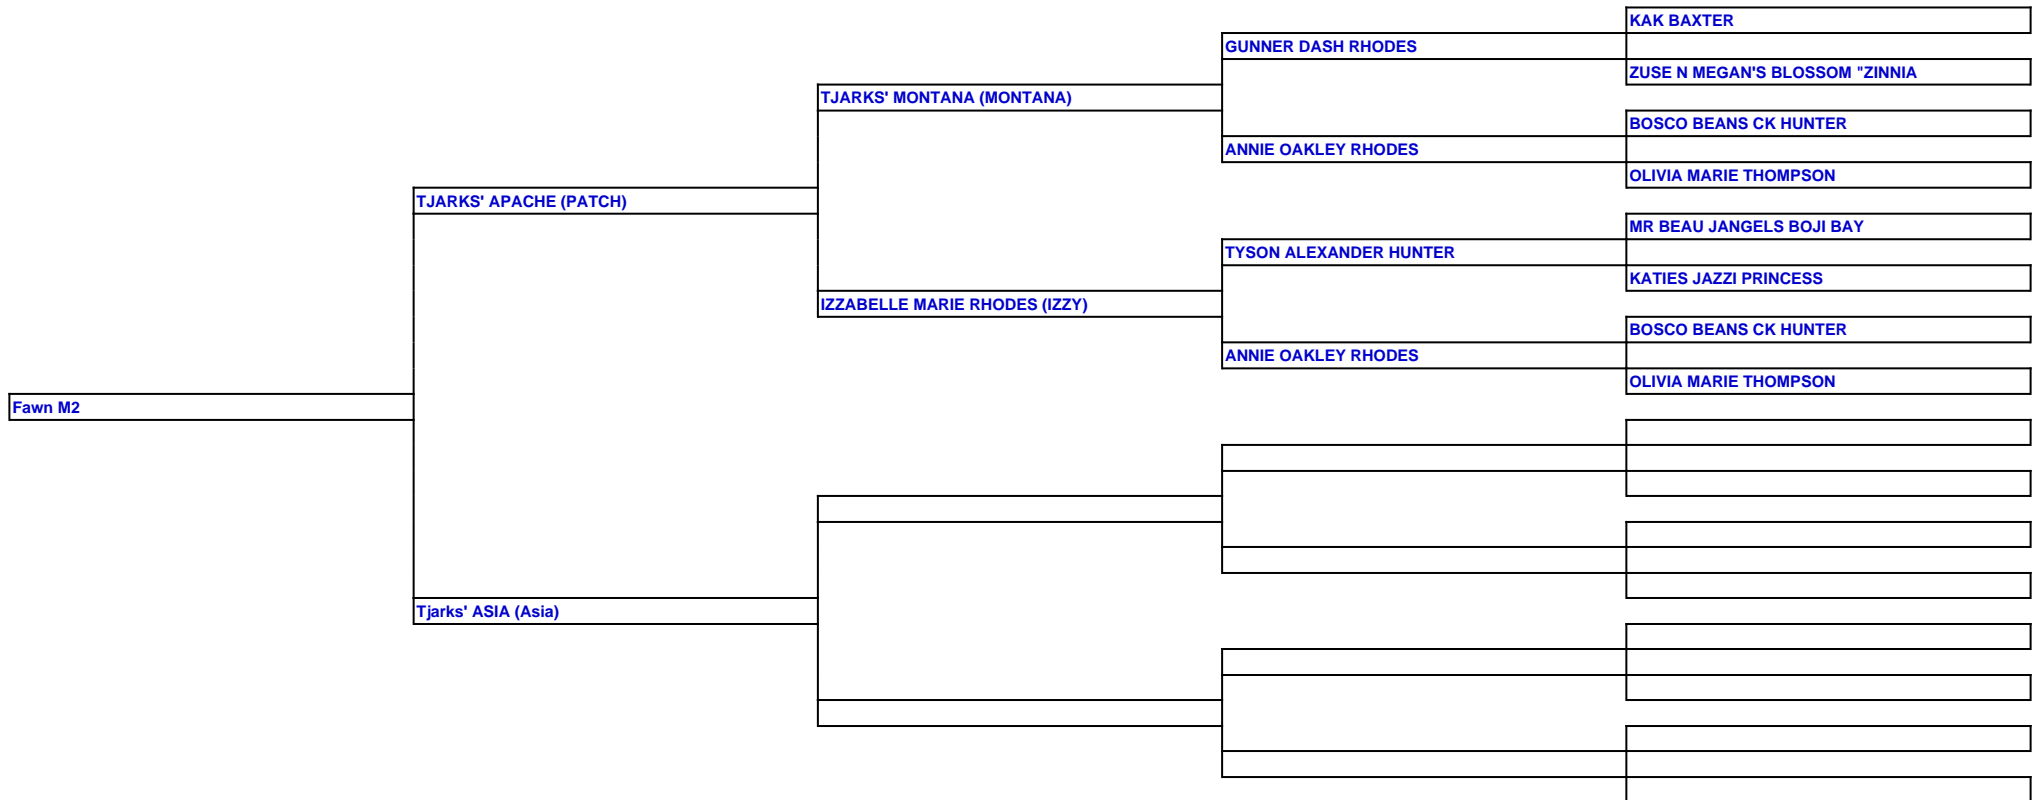 KAK BAXTER
GUNNER DASH RHODES
ZUSE N MEGAN'S BLOSSOM "ZINNIA
TJARKS' MONTANA (MONTANA)
BOSCO BEANS CK HUNTER
ANNIE OAKLEY RHODES
OLIVIA MARIE THOMPSON
TJARKS' APACHE (PATCH)
MR BEAU JANGELS BOJI BAY
TYSON ALEXANDER HUNTER
KATIES JAZZI PRINCESS
IZZABELLE MARIE RHODES (IZZY)
BOSCO BEANS CK HUNTER
ANNIE OAKLEY RHODES
OLIVIA MARIE THOMPSON
Fawn M2
Tjarks' ASIA (Asia)